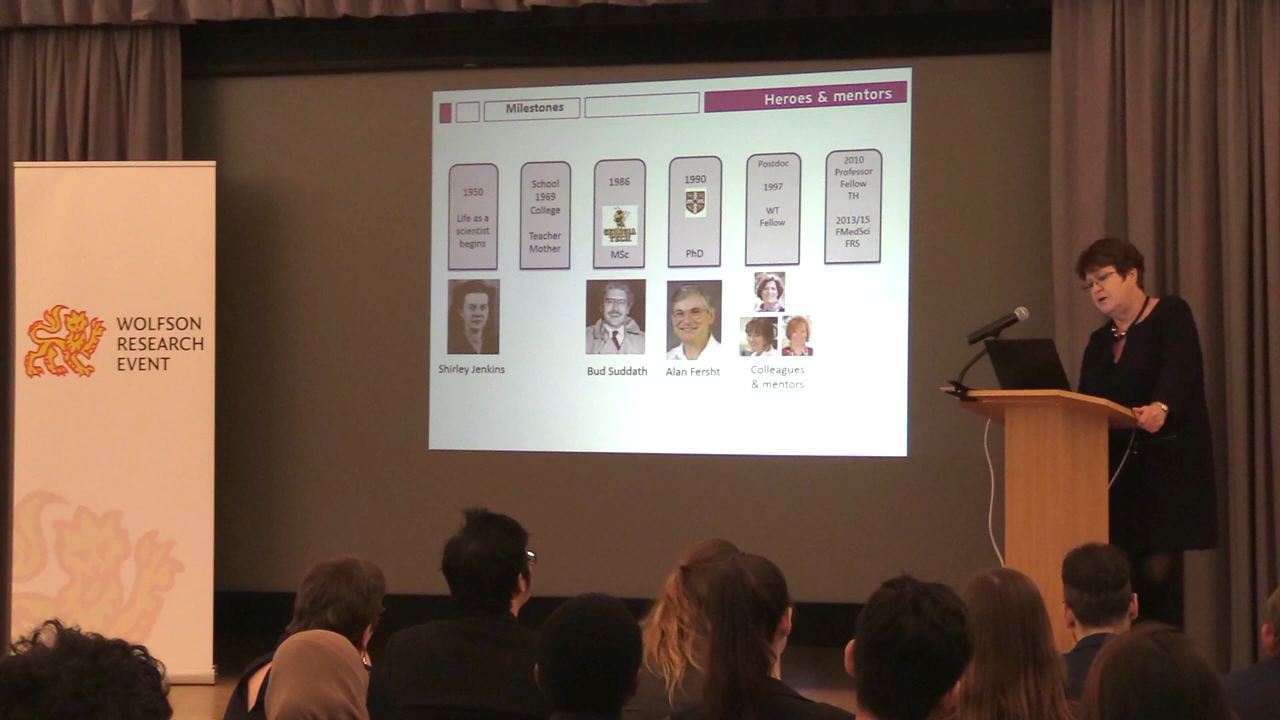 WOLFSON
RESEARCH
EVENT
Milestones
Heroes & mentors
1950
Life as a
scientist
begins
School
1969
College
Teacher
Mother
1986
GEORGIA
TECH
MSc
1990
PhD
Postdoc
1997
WT
Fellow
2010
Professor
Fellow
TH
2013/15
FMedSci
FRS
Shirley Jenkins
Bud Suddath
Alan Fersht
Colleagues
& mentors